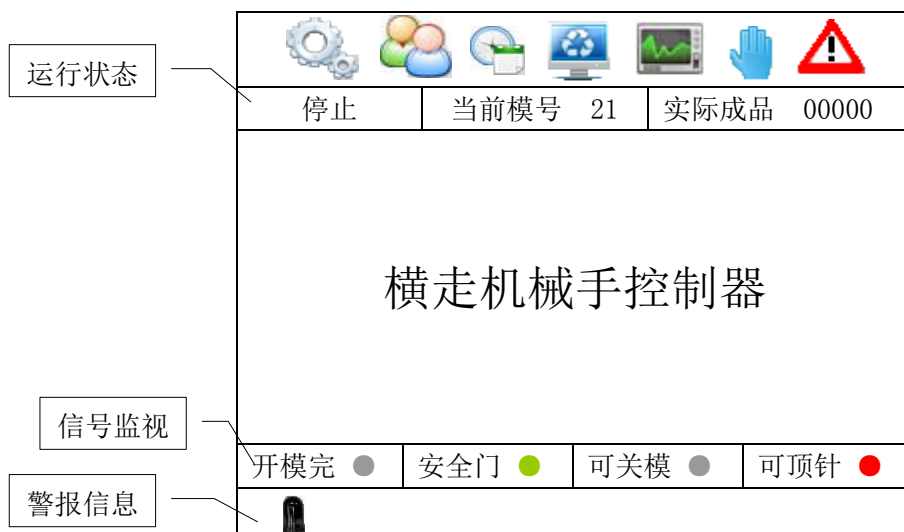 运行状态
停止 当前模号 21 实际成品 00000
横走机械手控制器
信号监视
开模完 安全门 可关模 可顶针
警报信息